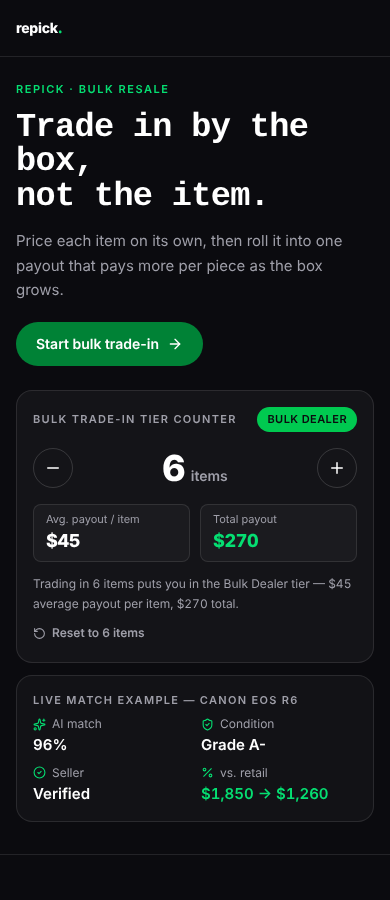 repick.
REPICK · BULK RESALE
Trade in by the
box,
not the item.
Price each item on its own, then roll it into one
payout that pays more per piece as the box
grows.
Start bulk trade-in →
BULK TRADE-IN TIER COUNTER
BULK DEALER
6 items
Avg. payout / item
$45
Total payout
$270
Trading in 6 items puts you in the Bulk Dealer tier — $45
average payout per item, $270 total.
Reset to 6 items
LIVE MATCH EXAMPLE — CANON EOS R6
AI match
96%
Condition
Grade A-
Seller
Verified
vs. retail
$1,850 → $1,260